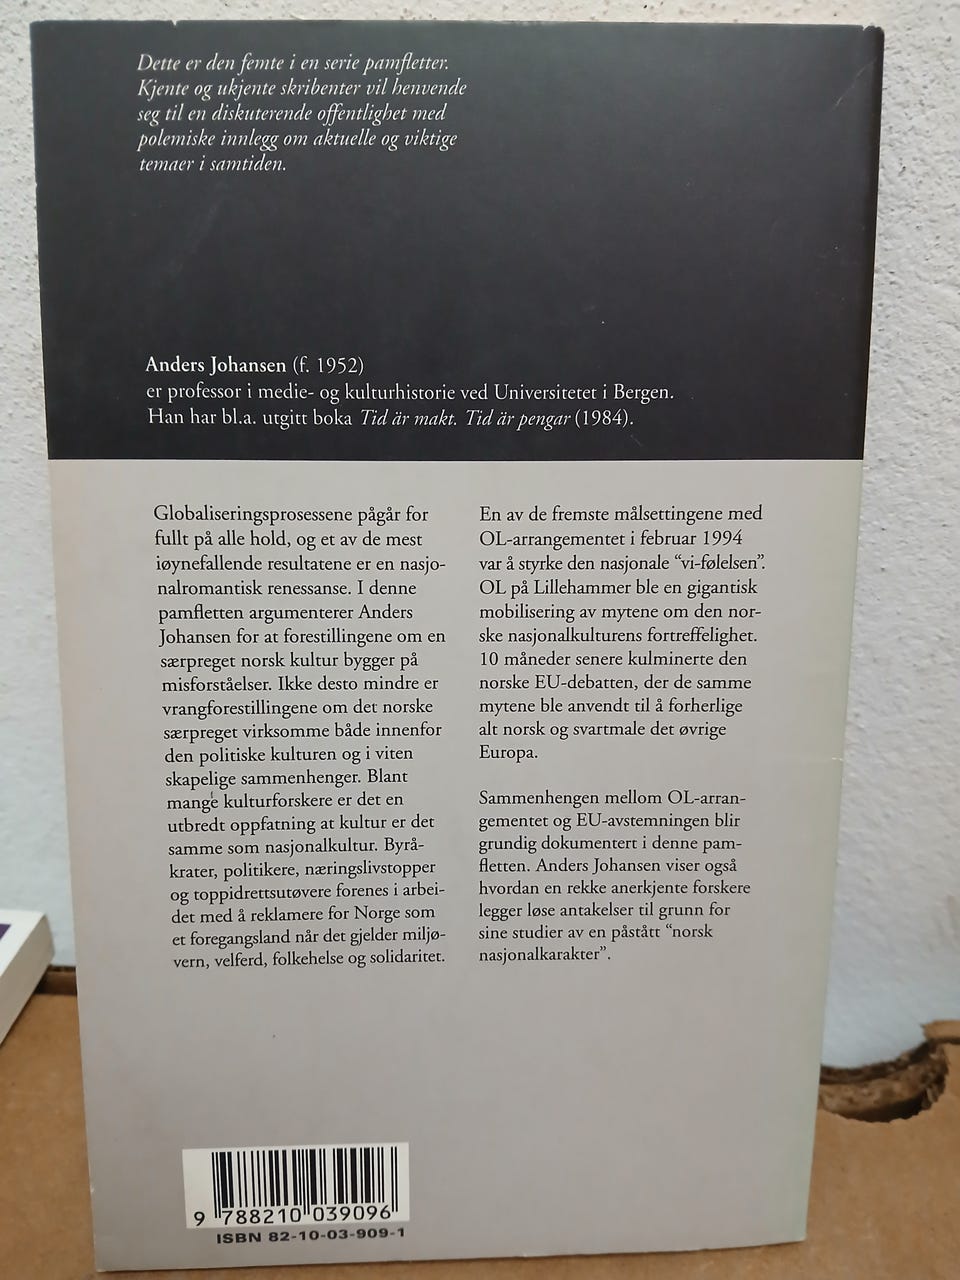 Dette er den femte i en serie pamfletter.
Kjente og ukjente skribenter vil henvende
seg til en diskuterende offentlighet med
polemiske innlegg om aktuelle og viktige
temaer i samtiden.
Anders Johansen (f. 1952)
er professor i medie- og kulturhistorie ved Universitetet i Bergen.
Han har bl.a. utgitt boka Tid är makt. Tid är pengar (1984).
Globaliseringsprosessene pågår for
fullt på alle hold, og et av de mest
iøynefallende resultatene er en nasjo-
nalromantisk renessanse. I denne
pamfletten argumenterer Anders
Johansen for at forestillingene om en
særpreget norsk kultur bygger på
misforståelser. Ikke desto mindre er
vrangforestillingene om det norske
særpreget virksomme både innenfor
den politiske kulturen og i viten
skapelige sammenhenger. Blant
mange kulturforskere er det en
utbredt oppfatning at kultur er det
samme som nasjonalkultur. Byrå-
krater, politikere, næringslivstopper
og toppidrettsutøvere forenes i arbei-
det med å reklamere for Norge som
et foregangsland når det gjelder miljø-
vern, velferd, folkehelse og solidaritet.
En av de fremste målsettingene med
OL-arrangementet i februar 1994
var å styrke den nasjonale “vi-følelsen”.
OL på Lillehammer ble en gigantisk
mobilisering av mytene om den nor-
ske nasjonalkulturens fortreffelighet.
10 måneder senere kulminerte den
norske EU-debatten, der de samme
mytene ble anvendt til å forherlige
alt norsk og svartmale det øvrige
Europa.
Sammenhengen mellom OL-arran-
gementet og EU-avstemningen blir
grundig dokumentert i denne pam-
fletten. Anders Johansen viser også
hvordan en rekke anerkjente forskere
legger løse antakelser til grunn for
sine studier av en påstått “norsk
nasjonalkarakter”.
9 788210 039096
ISBN 82-10-03-909-1